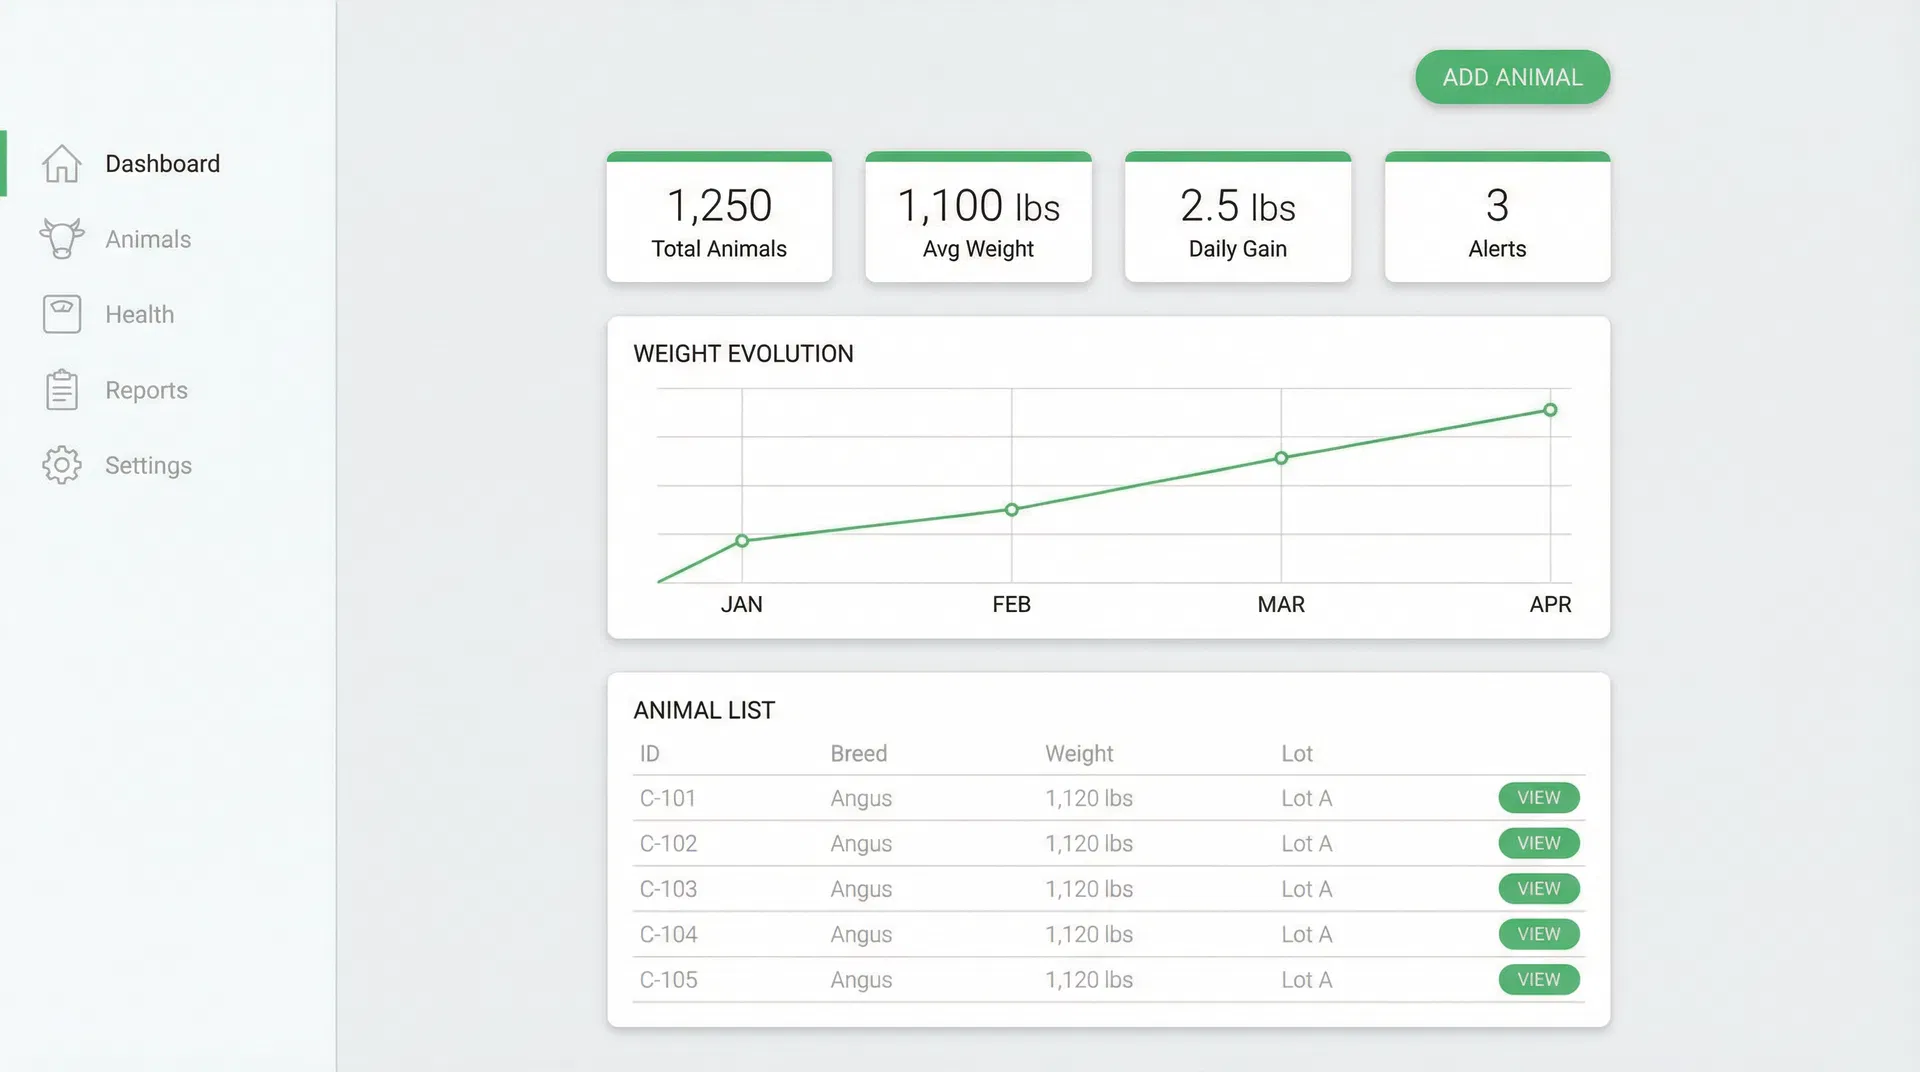 Dashboard
Animals
Health
Reports
Settings
ADD ANIMAL
1,250
Total Animals
1,100 lbs
Avg Weight
2.5 lbs
Daily Gain
3
Alerts
WEIGHT EVOLUTION
JAN FEB MAR APR
ANIMAL LIST
ID Breed Weight Lot
C-101 Angus 1,120 lbs Lot A VIEW
C-102 Angus 1,120 lbs Lot A VIEW
C-103 Angus 1,120 lbs Lot A VIEW
C-104 Angus 1,120 lbs Lot A VIEW
C-105 Angus 1,120 lbs Lot A VIEW